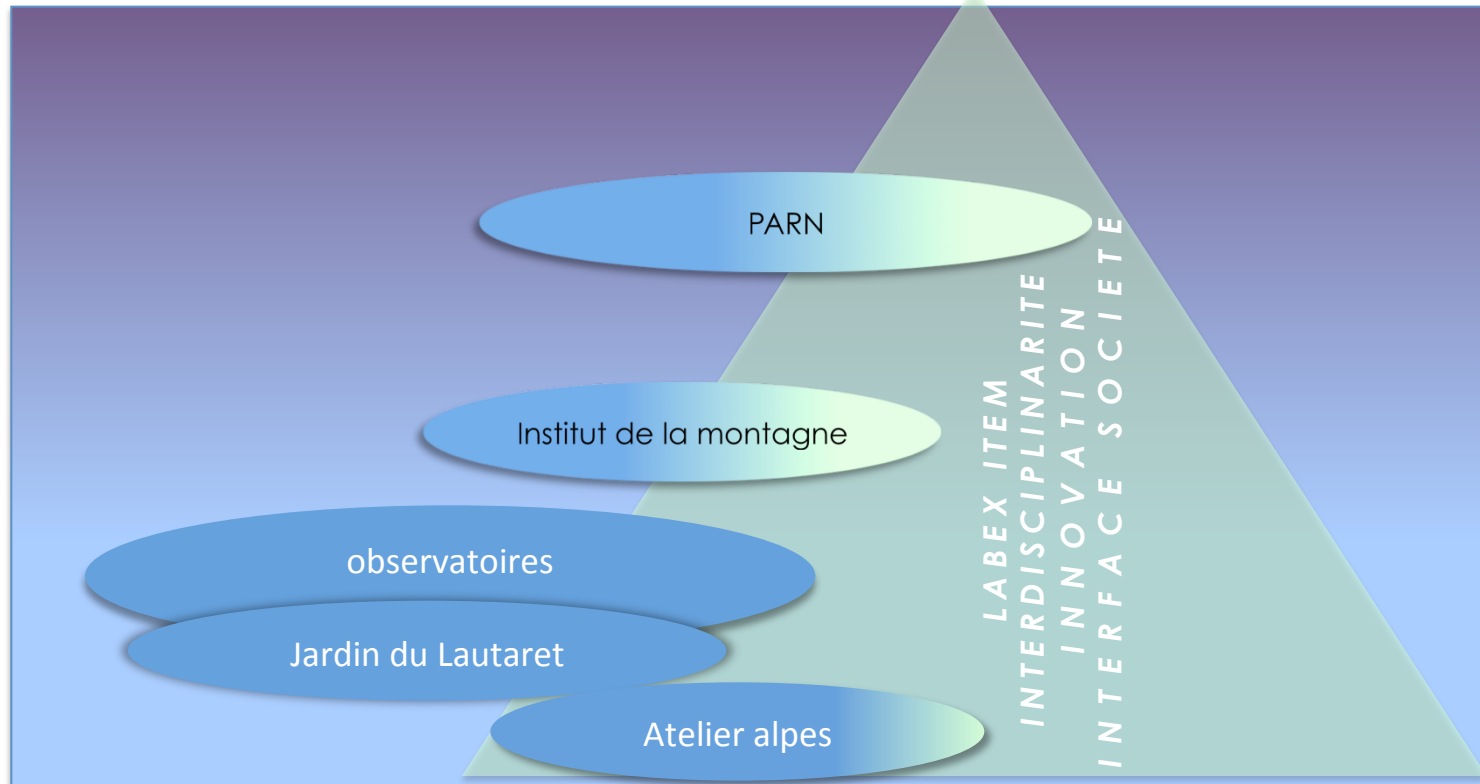 PARN
Institut de la montagne
observatoires
Jardin du Lautaret
Atelier alpes
LABEX ITEM
INTERDISCIPLINARITE
INNOVATION
INTERFACE SOCIETE